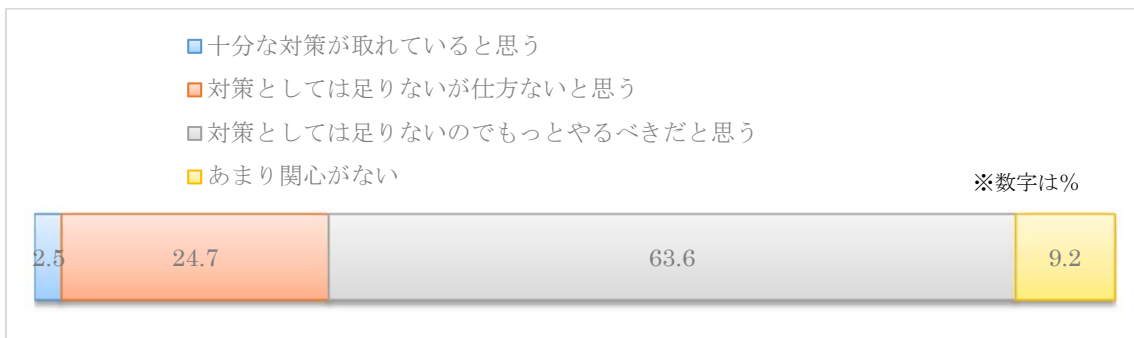 十分な対策が取れていると思う
対策としては足りないが仕方ないと思う
対策としては足りないのでもっとやるべきだと思う
あまり関心がない
※数字は%
2.5 24.7 63.6 9.2